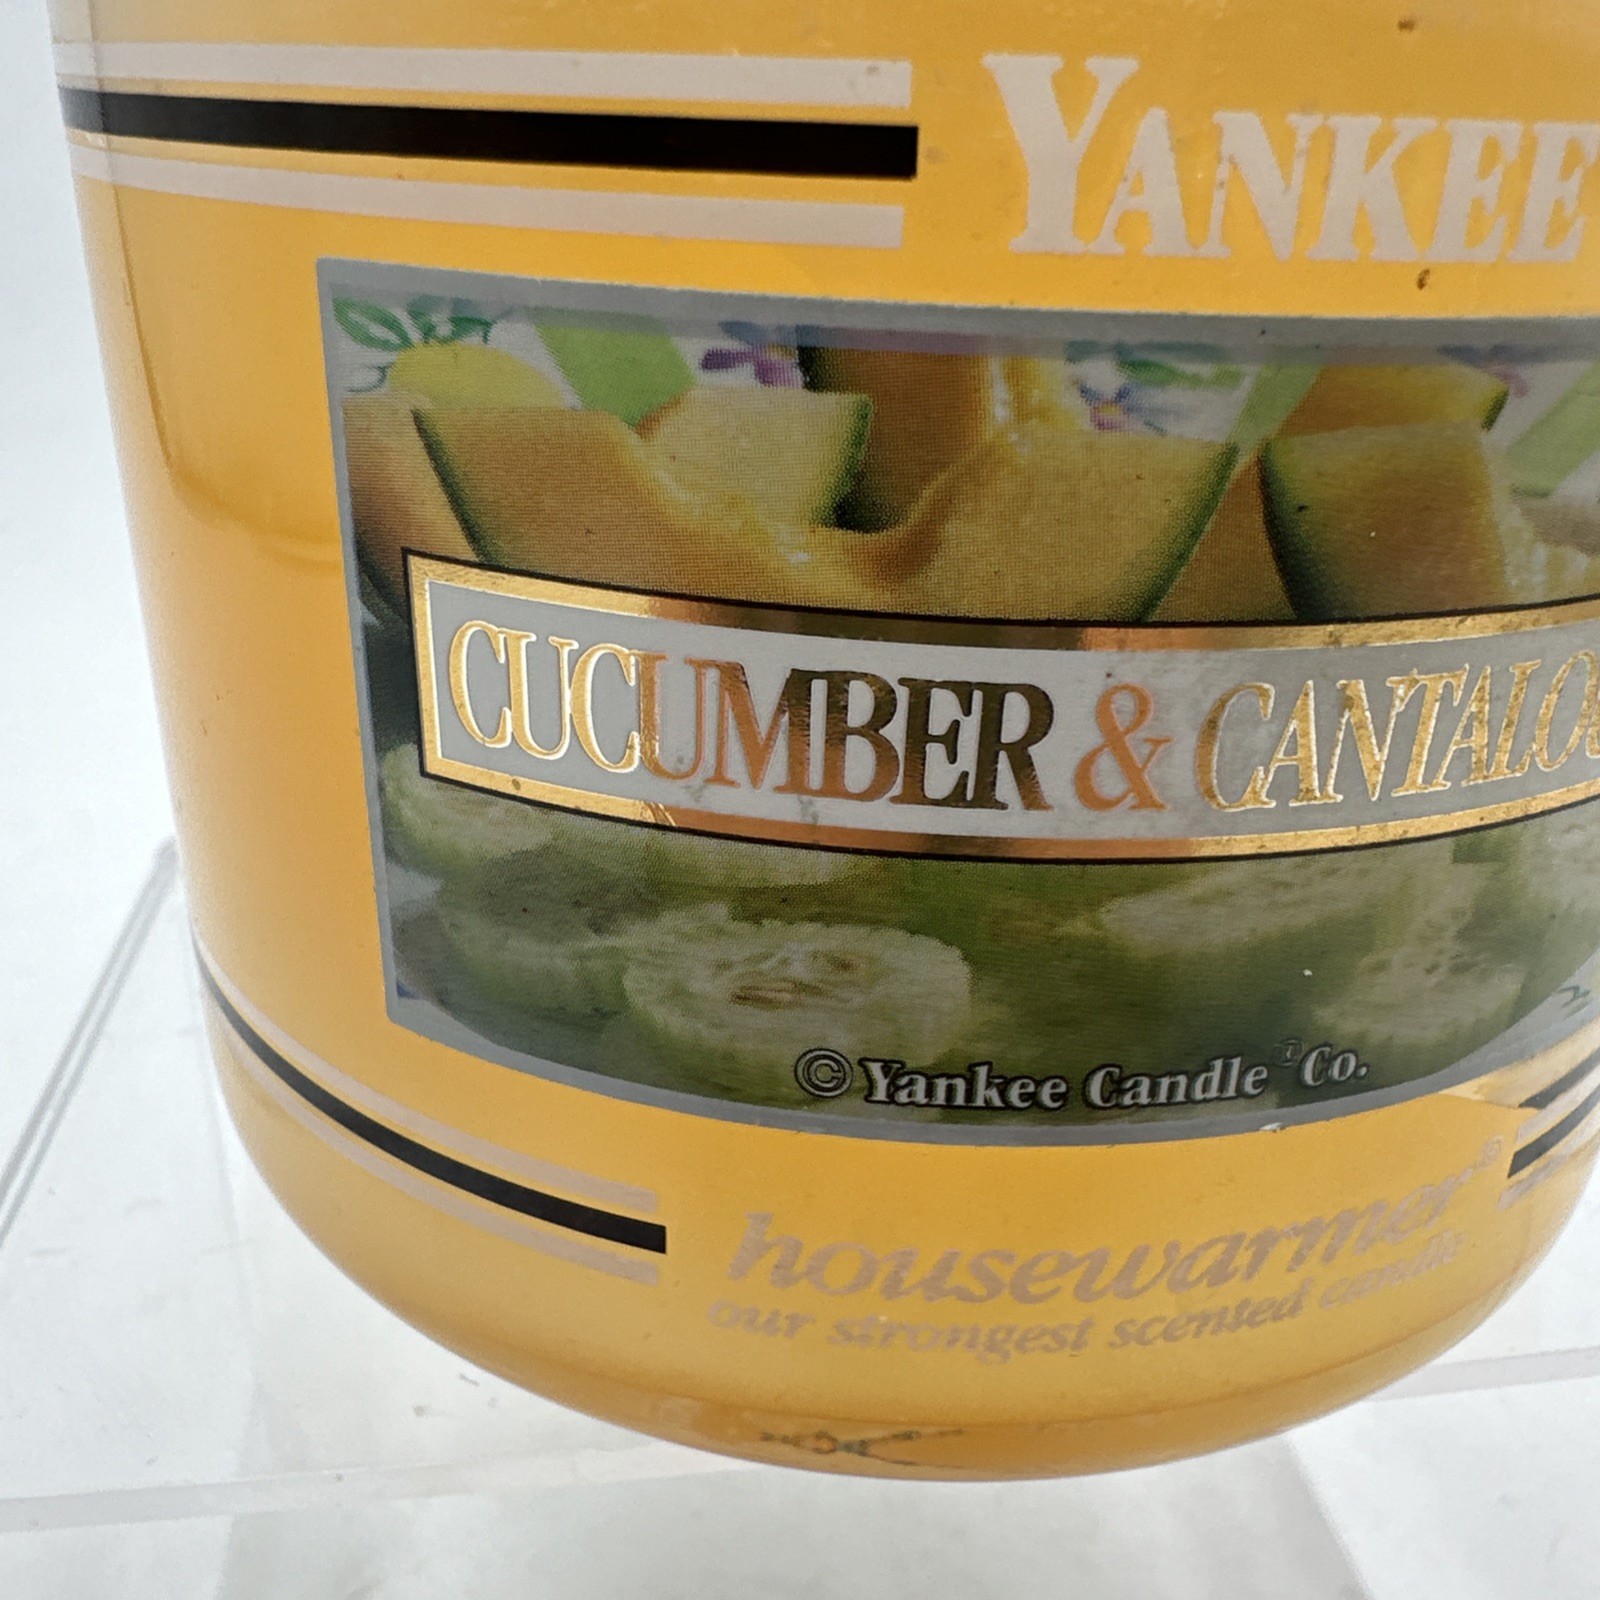 YANKEE
CUCUMBER & CANTALO
© Yankee Candle ® Co.
housewarmer®
our strongest scented candle